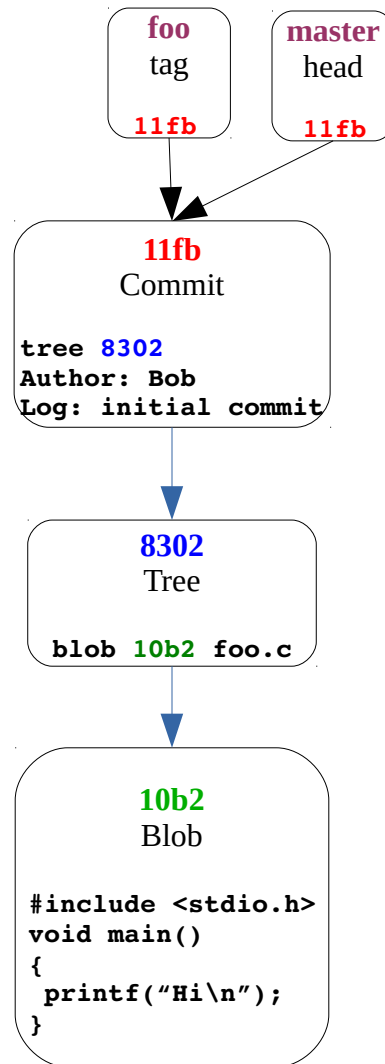 foo
tag
11fb
master
head
11fb
11fb
Commit
tree 8302
Author: Bob
Log: initial commit
8302
Tree
blob 10b2 foo.c
10b2
Blob
#include <stdio.h>
void main()
{
 printf(“Hi\n”);
}